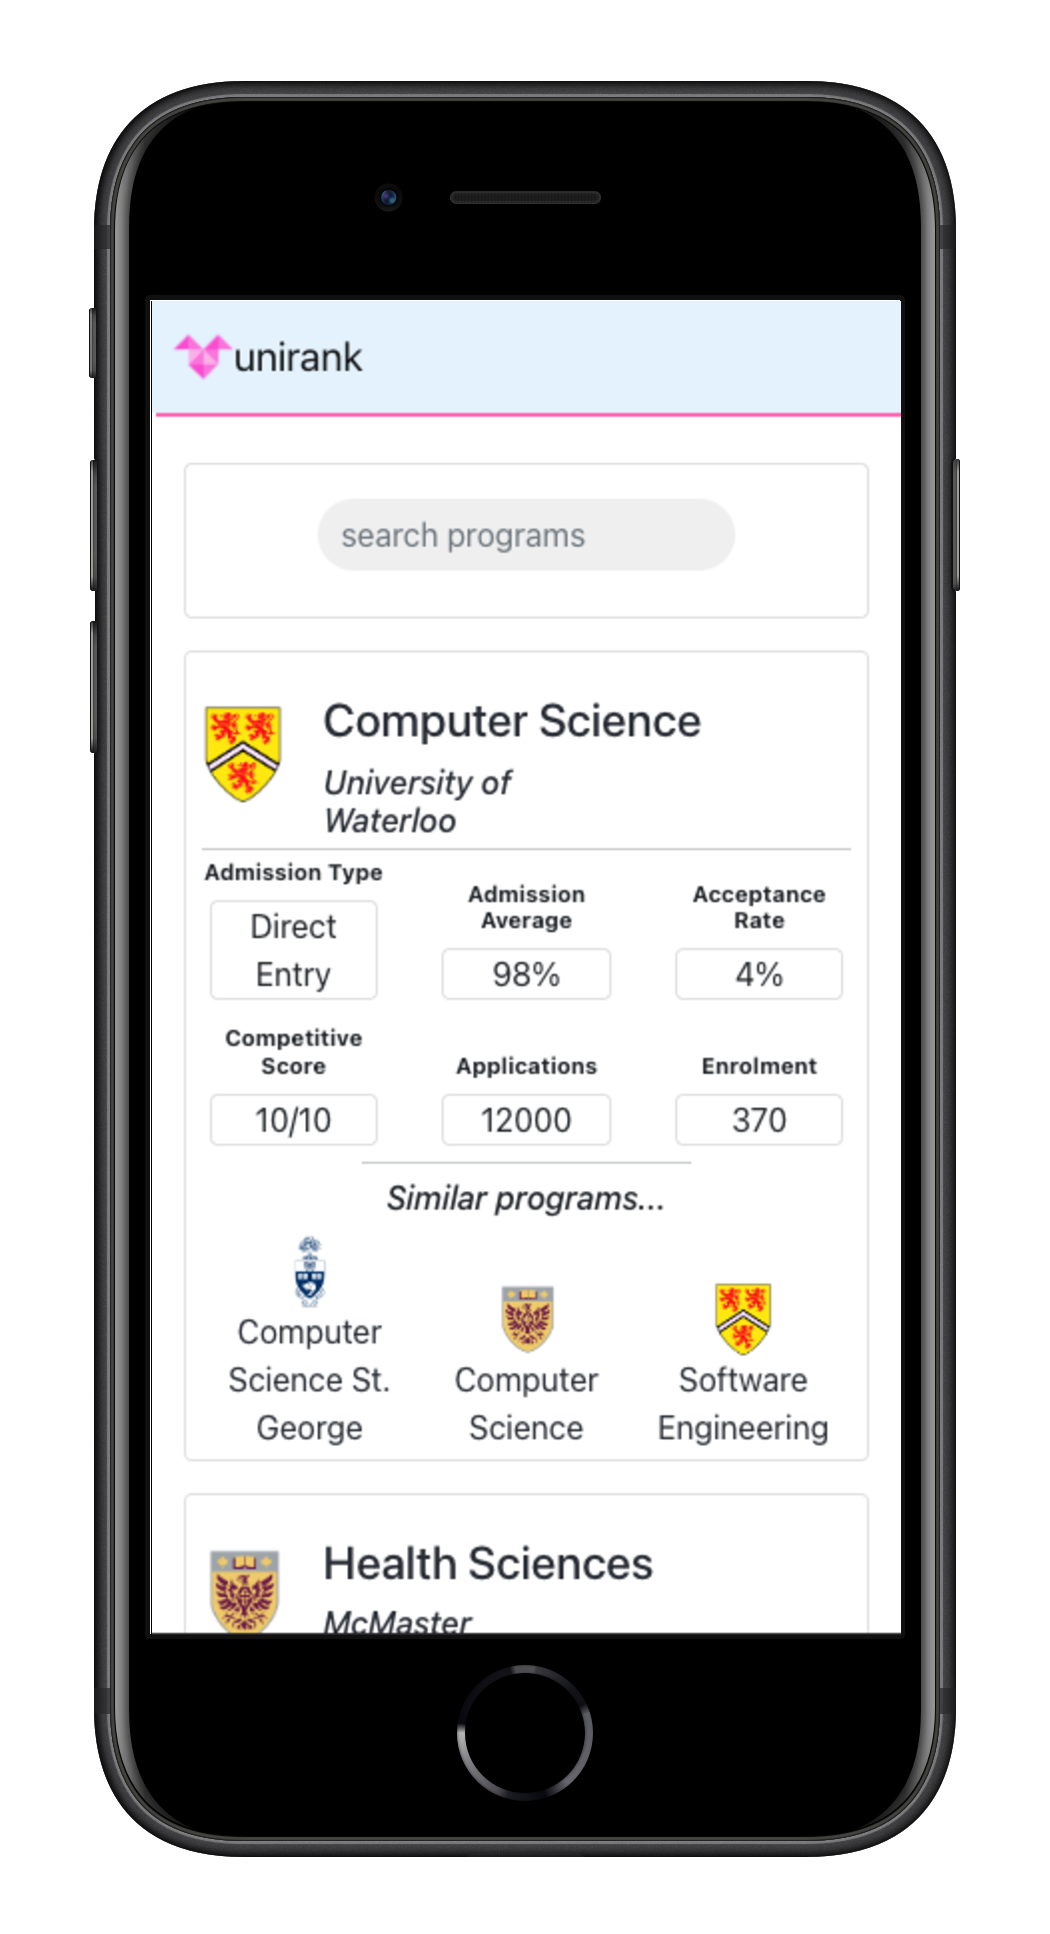 unirank
search programs
Computer Science
University of
Waterloo
Admission Type
Direct
Entry
Admission
Average
98%
Acceptance
Rate
4%
Competitive
Score
10/10
Applications
12000
Enrolment
370
Similar programs...
Computer
Science St.
George
Computer
Science
Software
Engineering
Health Sciences
McMaster